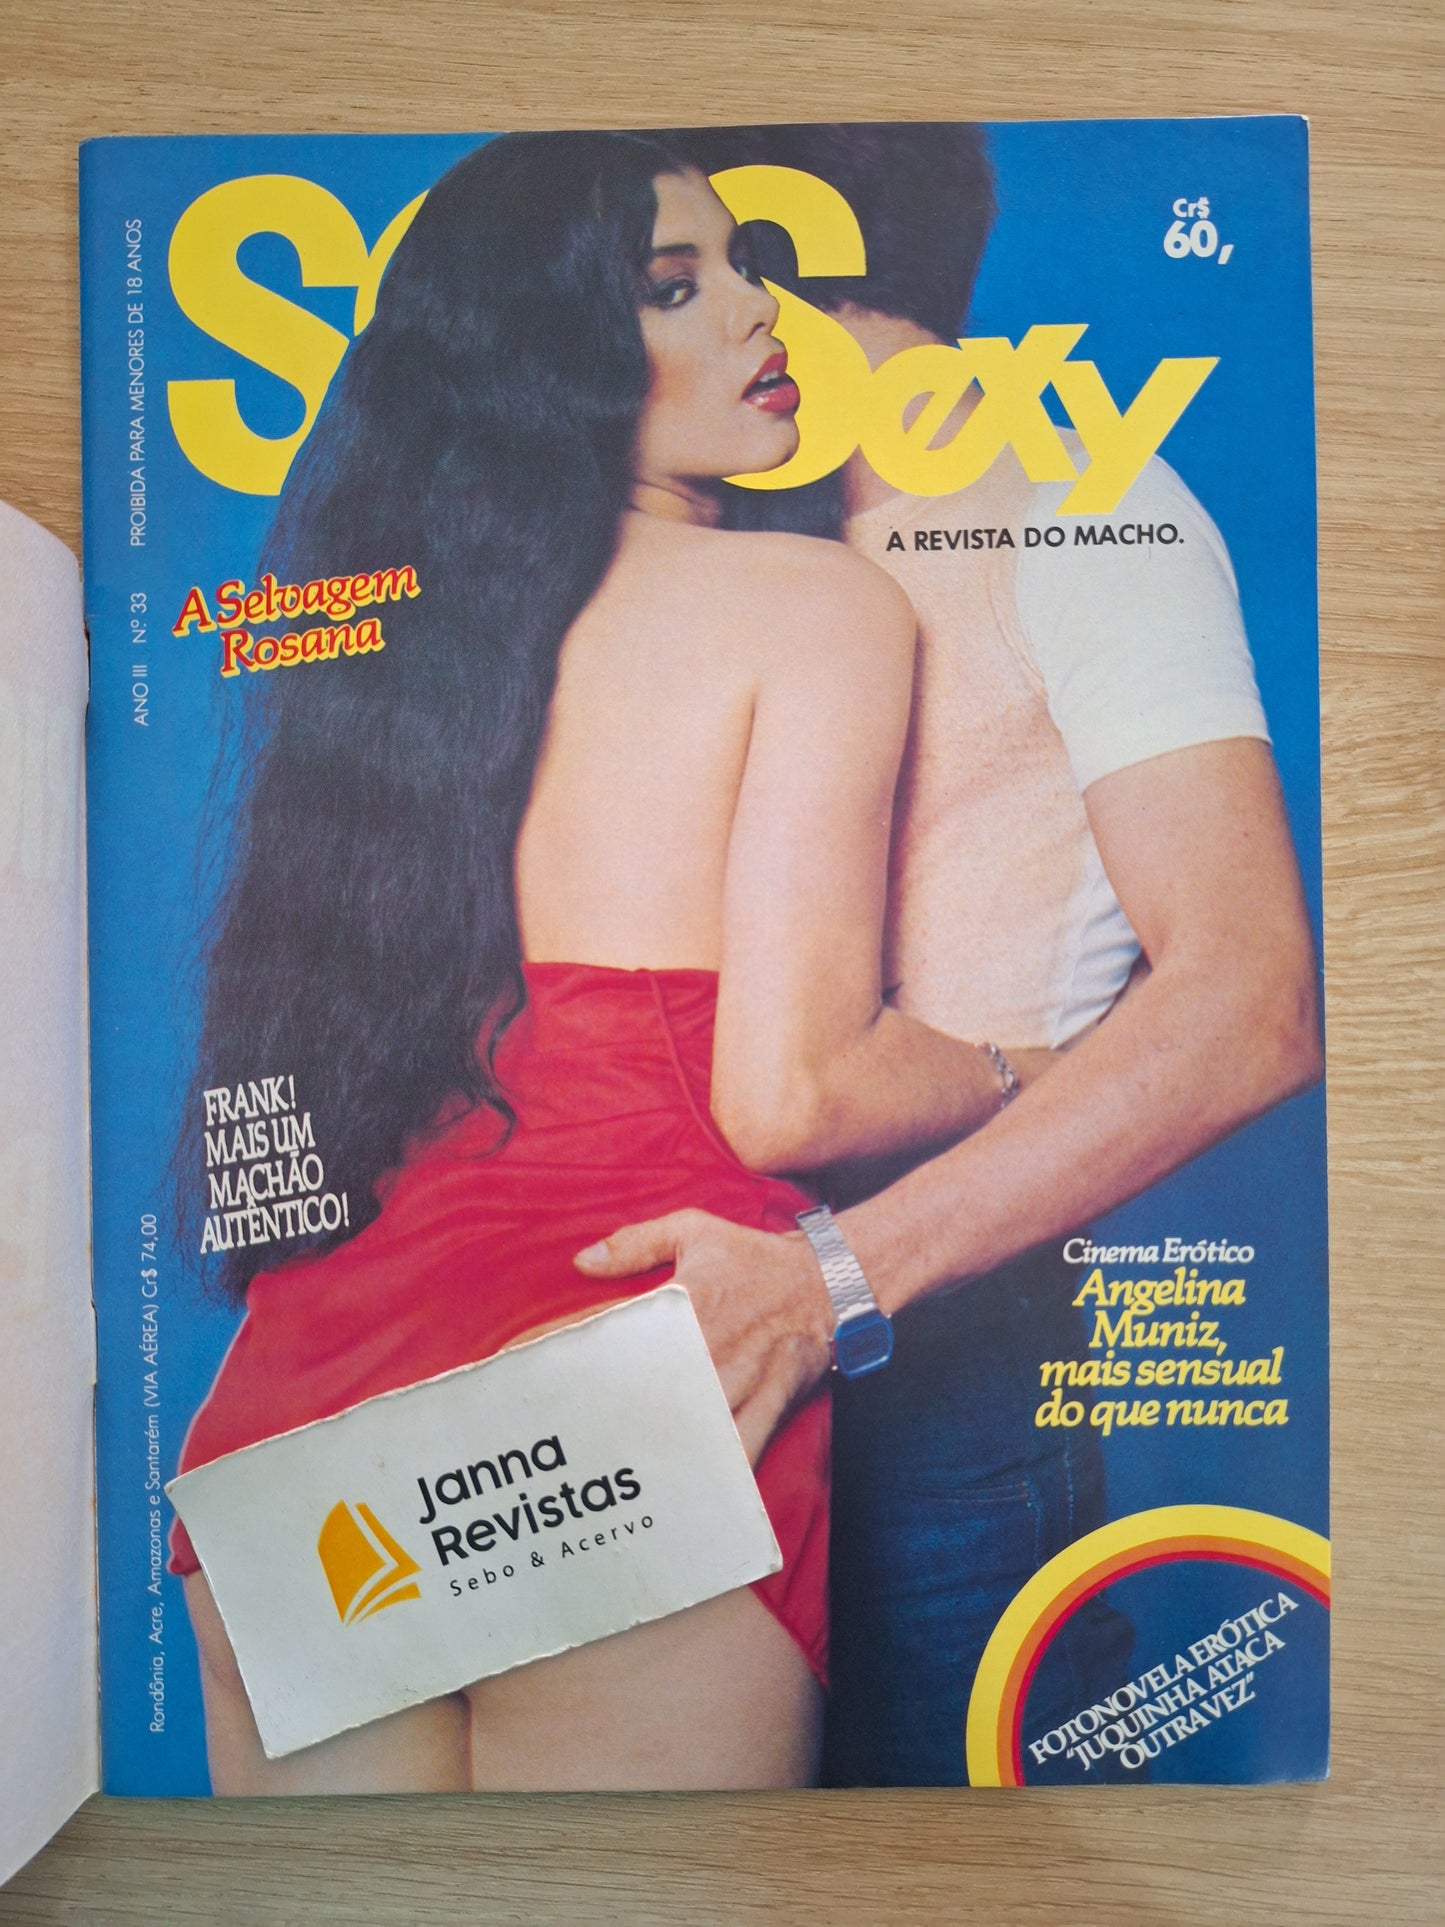 Sexy
Cr$
60,
A REVISTA DO MACHO.
PROIBIDA PARA MENORES DE 18 ANOS
ANO III Nº 33
A Selvagem
Rosana
FRANK!
MAIS UM
MACHÃO
AUTÊNTICO!
Rondônia, Acre, Amazonas e Santarém (VIA AÉREA) Cr$ 74,00
Cinema Erótico
Angelina
Muniz,
mais sensual
do que nunca
Janna
Revistas
Sebo & Acervo
FOTONOVELA ERÓTICA
"JUQUINHA ATACA
OUTRA VEZ"